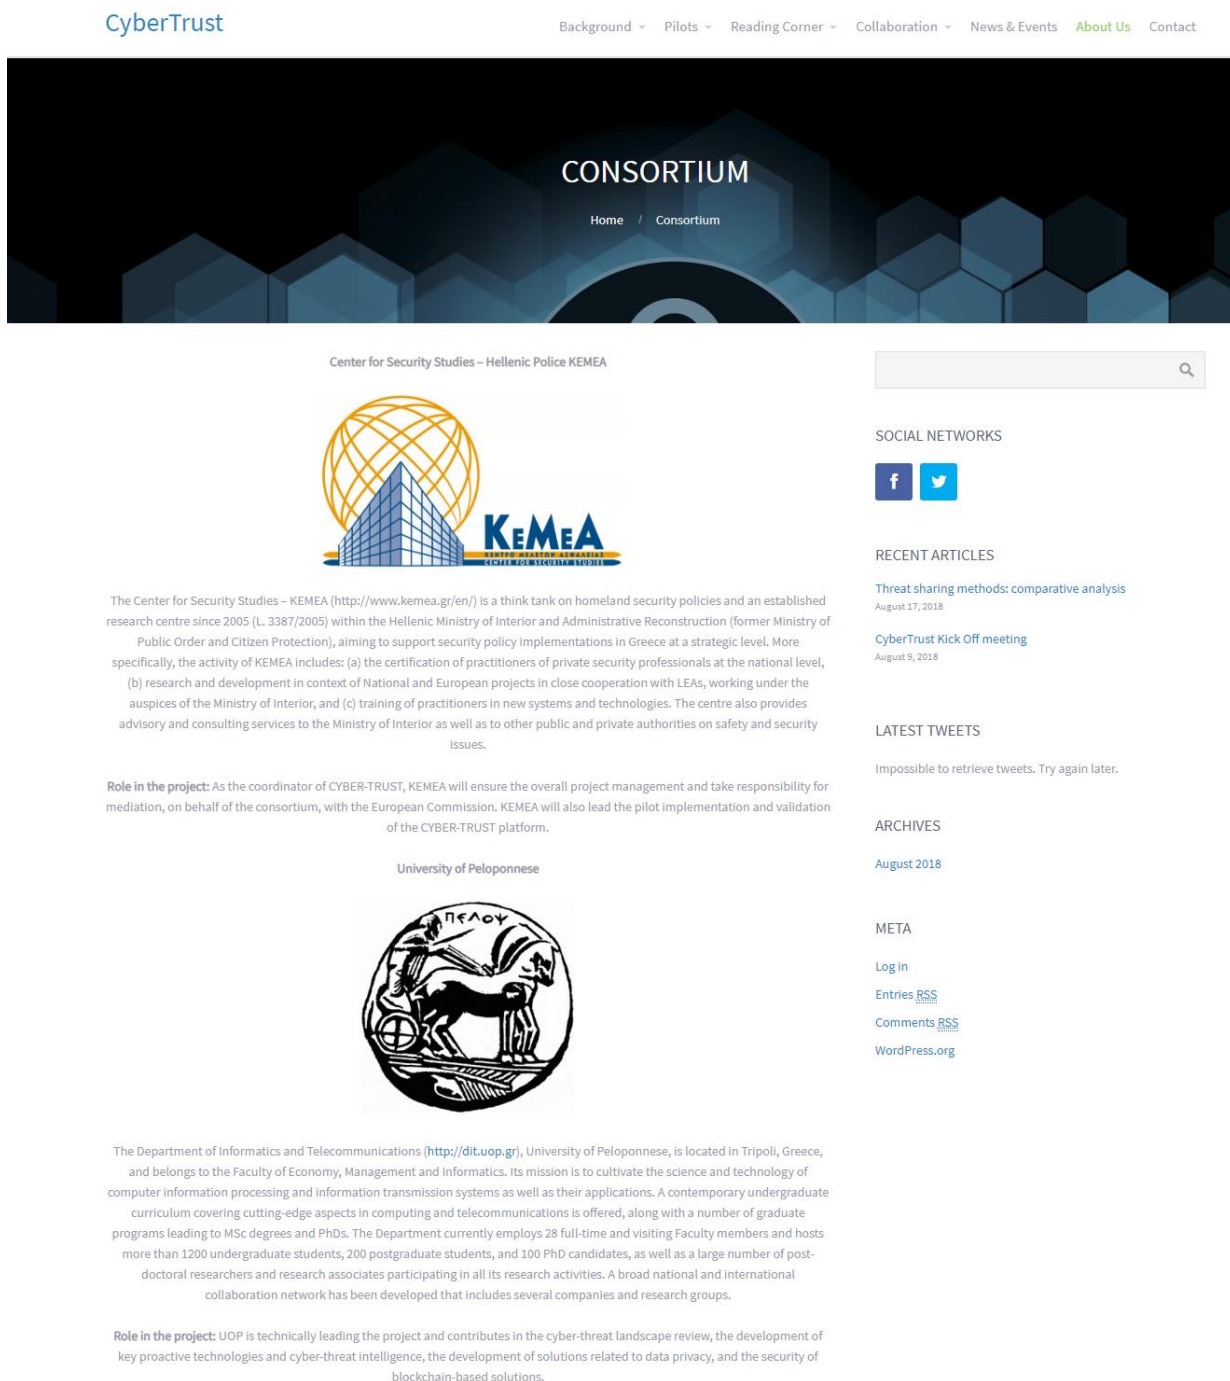 CyberTrust
Background Pilots Reading Corner Collaboration News & Events About Us Contact
CONSORTIUM
Home / Consortium
Center for Security Studies – Hellenic Police KEMEA
KEMEA
ΚΕΝΤΡΟ ΜΕΛΕΤΩΝ ΑΣΦΑΛΕΙΑΣ
CENTER FOR SECURITY STUDIES
The Center for Security Studies – KEMEA (http://www.kemea.gr/en/) is a think tank on homeland security policies and an established
research centre since 2005 (L. 3387/2005) within the Hellenic Ministry of Interior and Administrative Reconstruction (former Ministry of
Public Order and Citizen Protection), aiming to support security policy implementations in Greece at a strategic level. More
specifically, the activity of KEMEA includes: (a) the certification of practitioners of private security professionals at the national level,
(b) research and development in context of National and European projects in close cooperation with LEAs, working under the
auspices of the Ministry of Interior, and (c) training of practitioners in new systems and technologies. The centre also provides
advisory and consulting services to the Ministry of Interior as well as to other public and private authorities on safety and security
issues.
Role in the project: As the coordinator of CYBER-TRUST, KEMEA will ensure the overall project management and take responsibility for
mediation, on behalf of the consortium, with the European Commission. KEMEA will also lead the pilot implementation and validation
of the CYBER-TRUST platform.
University of Peloponnese
ΠΕΛΟΨ
The Department of Informatics and Telecommunications (http://dit.uop.gr), University of Peloponnese, is located in Tripoli, Greece,
and belongs to the Faculty of Economy, Management and Informatics. Its mission is to cultivate the science and technology of
computer information processing and information transmission systems as well as their applications. A contemporary undergraduate
curriculum covering cutting-edge aspects in computing and telecommunications is offered, along with a number of graduate
programs leading to MSc degrees and PhDs. The Department currently employs 28 full-time and visiting Faculty members and hosts
more than 1200 undergraduate students, 200 postgraduate students, and 100 PhD candidates, as well as a large number of post-
doctoral researchers and research associates participating in all its research activities. A broad national and international
collaboration network has been developed that includes several companies and research groups.
Role in the project: UOP is technically leading the project and contributes in the cyber-threat landscape review, the development of
key proactive technologies and cyber-threat intelligence, the development of solutions related to data privacy, and the security of
blockchain-based solutions.
SOCIAL NETWORKS
RECENT ARTICLES
Threat sharing methods: comparative analysis
August 17, 2018
CyberTrust Kick Off meeting
August 9, 2018
LATEST TWEETS
Impossible to retrieve tweets. Try again later.
ARCHIVES
August 2018
META
Log in
Entries RSS
Comments RSS
WordPress.org